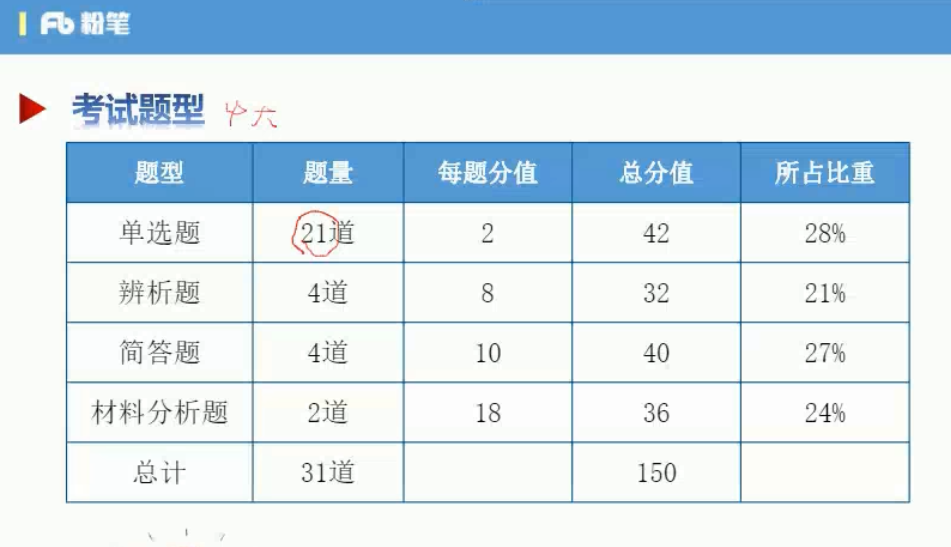 Fb 粉笔
考试题型 中大
题型 题量 每题分值 总分值 所占比重
单选题 21道 2 42 28%
辨析题 4道 8 32 21%
简答题 4道 10 40 27%
材料分析题 2道 18 36 24%
总计 31道 150